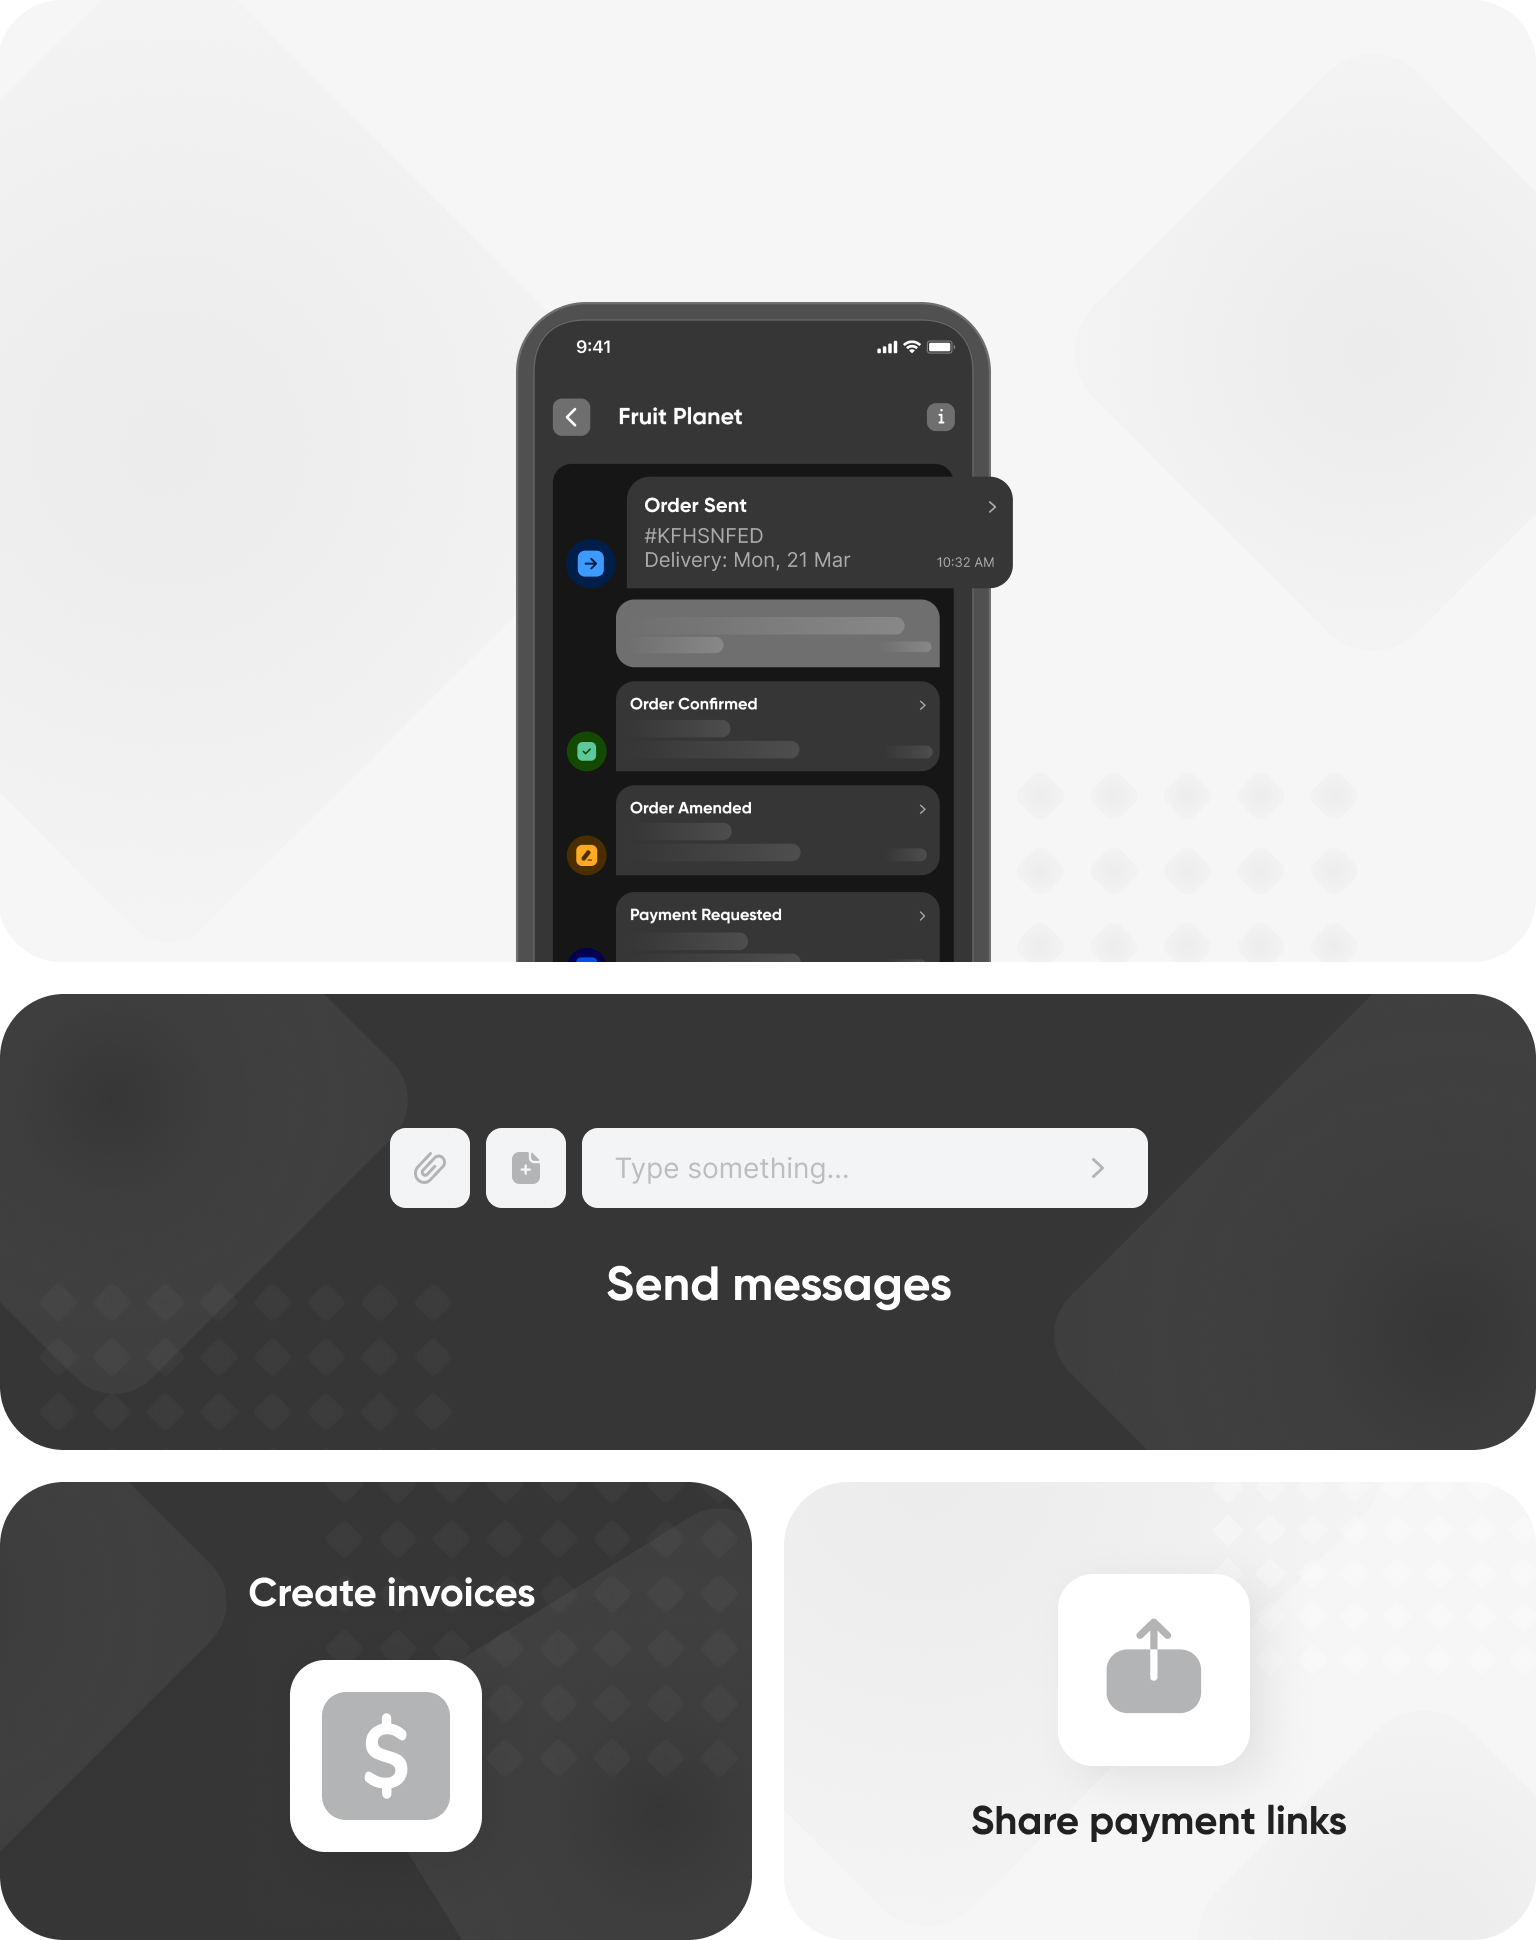 9:41
Fruit Planet
Order Sent
#KFHSNFED
Delivery: Mon, 21 Mar
10:32 AM
Order Confirmed
Order Amended
Payment Requested
Type something...
Send messages
Create invoices
$
Share payment links